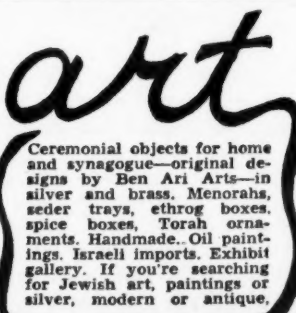 art
Ceremonial objects for home
and synagogue—original de-
signs by Ben Ari Arts—in
silver and brass. Menorahs,
seder trays, ethrog boxes,
spice boxes, Torah orna-
ments. Handmade. Oil paint-
ings. Israeli imports. Exhibit
gallery. If you're searching
for Jewish art, paintings or
silver, modern or antique,